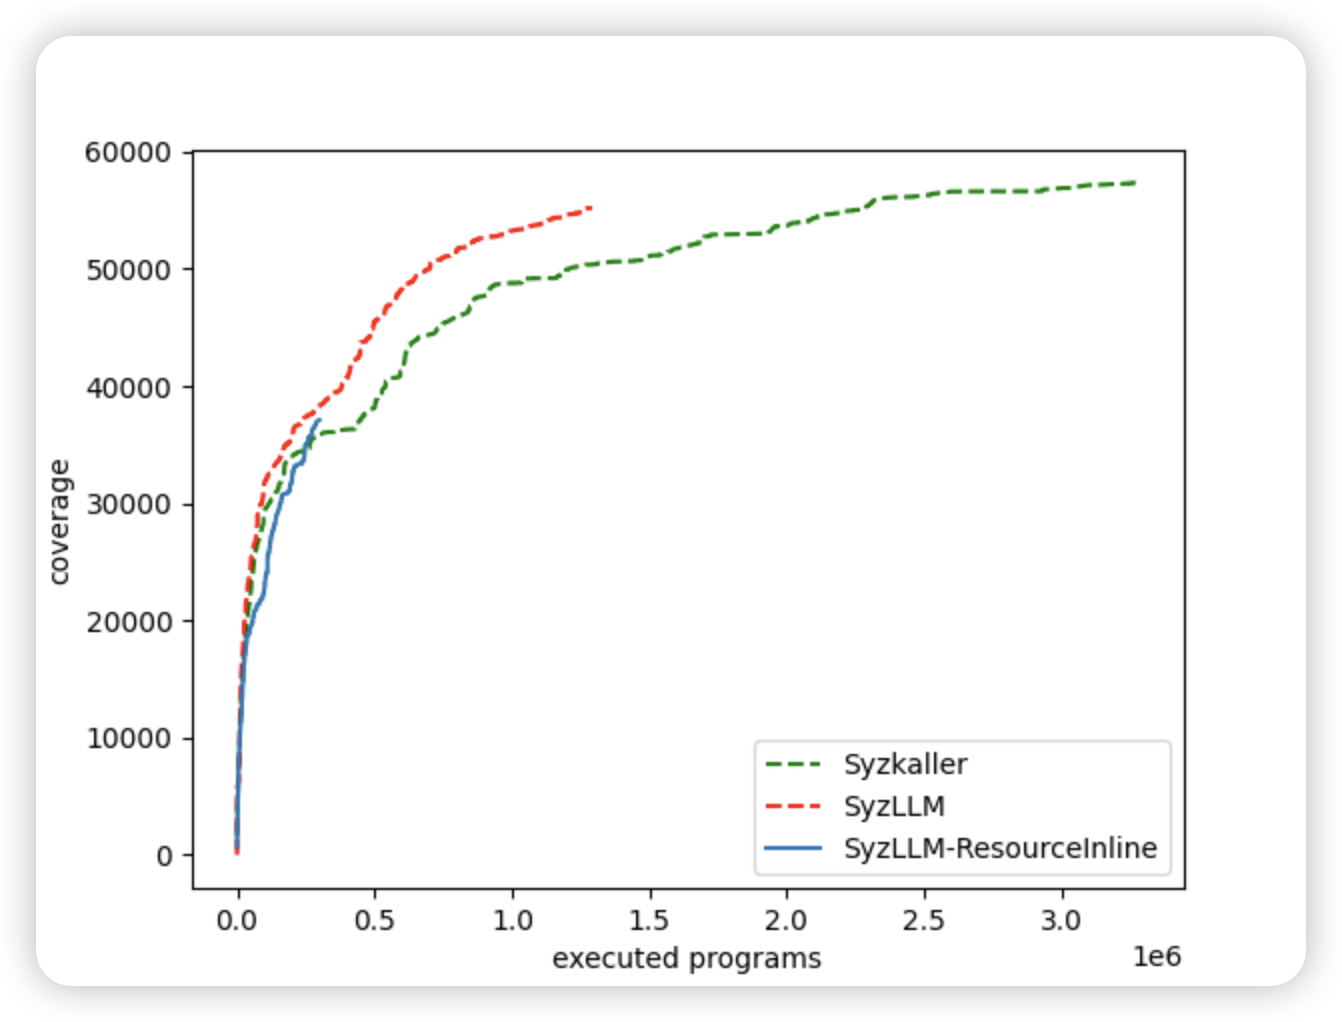 60000
50000
40000
30000
20000
10000
0
coverage
0.0 0.5 1.0 1.5 2.0 2.5 3.0
executed programs
1e6
Syzkaller
SyzLLM
SyzLLM-ResourceInline